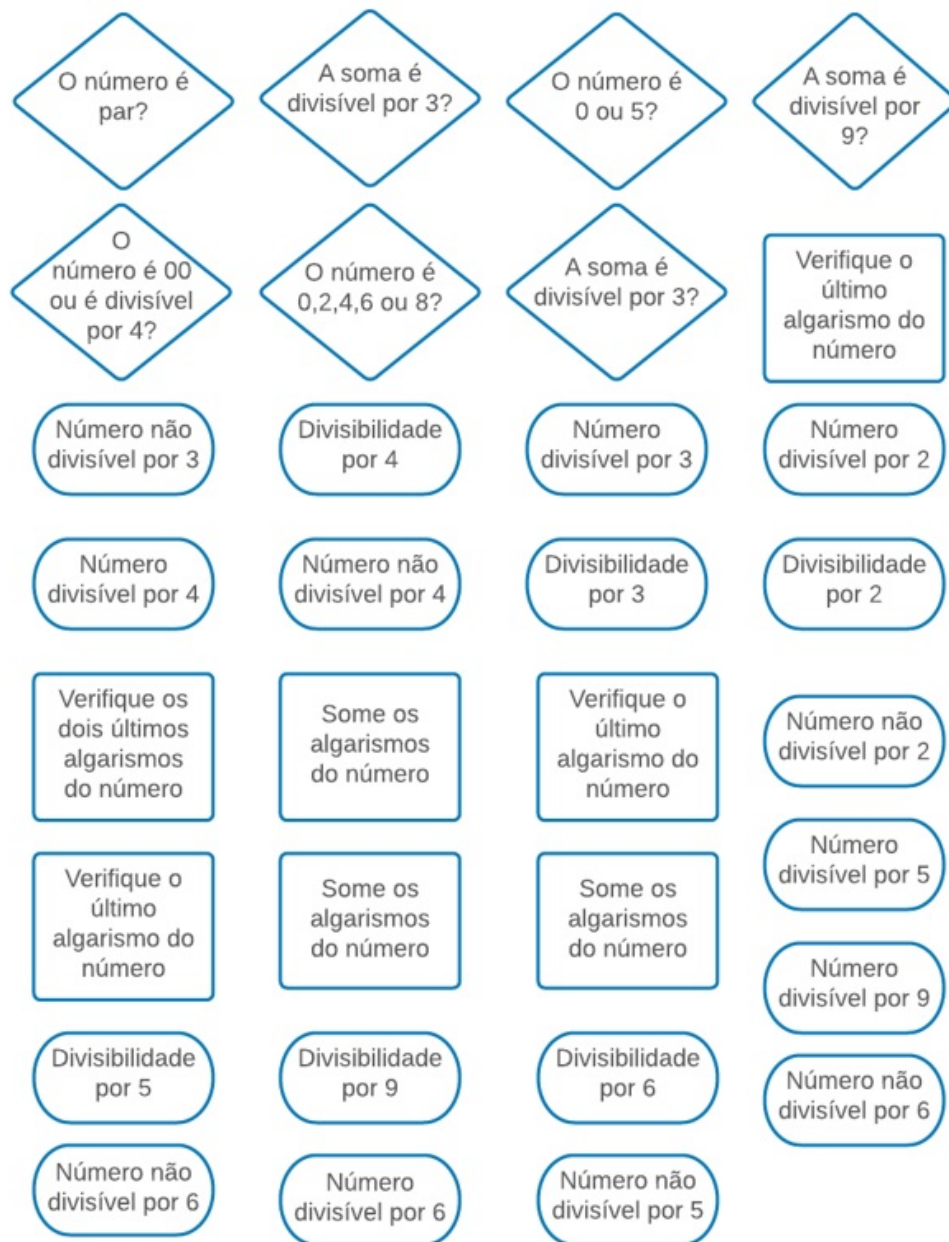 O número é
par?
A soma é
divisível por 3?
O número é
0 ou 5?
A soma é
divisível por
9?
O
número é 00
ou é divisível
por 4?
O número é
0,2,4,6 ou 8?
A soma é
divisível por 3?
Verifique o
último
algarismo do
número
Número não
divisível por 3
Divisibilidade
por 4
Número
divisível por 3
Número
divisível por 2
Número
divisível por 4
Número não
divisível por 4
Divisibilidade
por 3
Divisibilidade
por 2
Verifique os
dois últimos
algarismos
do número
Some os
algarismos
do número
Verifique o
último
algarismo do
número
Número não
divisível por 2
Verifique o
último
algarismo do
número
Some os
algarismos
do número
Some os
algarismos
do número
Número
divisível por 5
Número
divisível por 9
Divisibilidade
por 5
Divisibilidade
por 9
Divisibilidade
por 6
Número não
divisível por 6
Número não
divisível por 6
Número
divisível por 6
Número não
divisível por 5